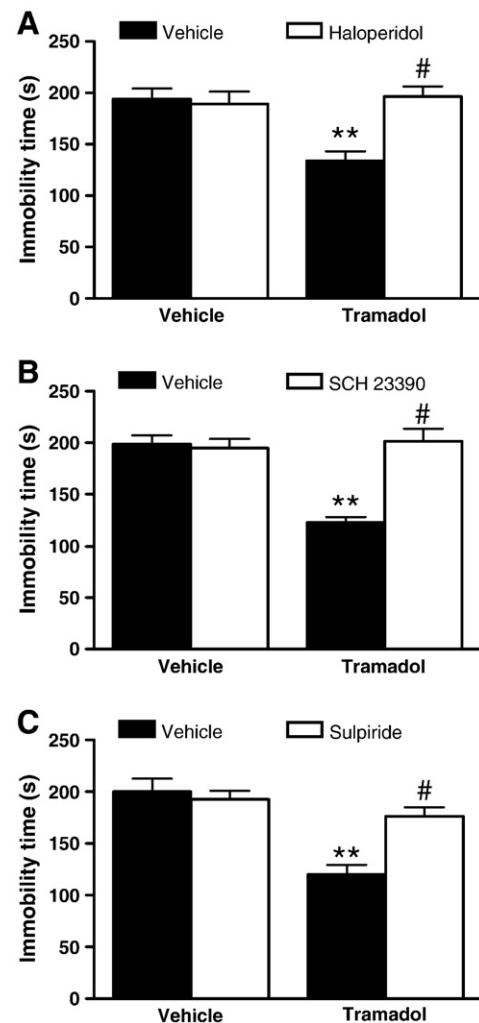 A
Vehicle Haloperidol
Immobility time (s)
250
200
150
100
50
0
**
#
Vehicle Tramadol
B
Vehicle SCH 23390
Immobility time (s)
250
200
150
100
50
0
**
#
Vehicle Tramadol
C
Vehicle Sulpiride
Immobility time (s)
250
200
150
100
50
0
**
#
Vehicle Tramadol